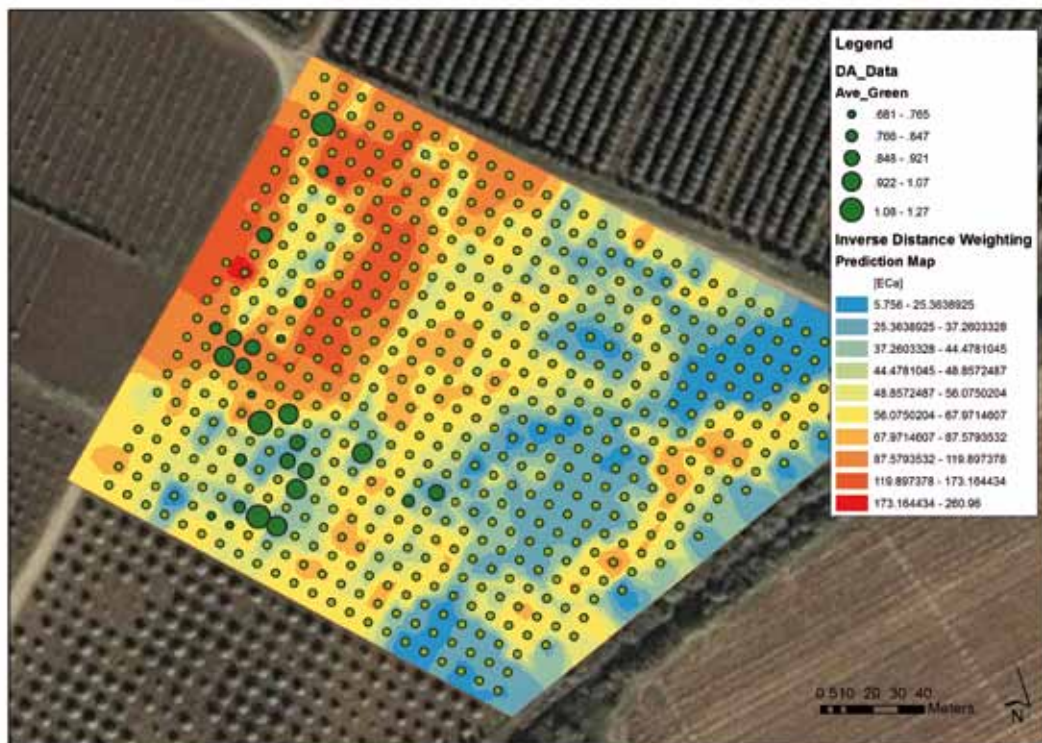 Legend
DA_Data
Ave_Green
.681 - .765
.766 - .847
.848 - .921
.922 - 1.07
1.08 - 1.27
Inverse Distance Weighting
Prediction Map
[ECa]
5.756 - 25.3638925
25.3638925 - 37.2603328
37.2603328 - 44.4781045
44.4781045 - 48.8572487
48.8572487 - 56.0750204
56.0750204 - 67.9714607
67.9714607 - 87.5793532
87.5793532 - 119.897378
119.897378 - 173.164434
173.164434 - 260.96
0 5 10 20 30 40
Meters
N